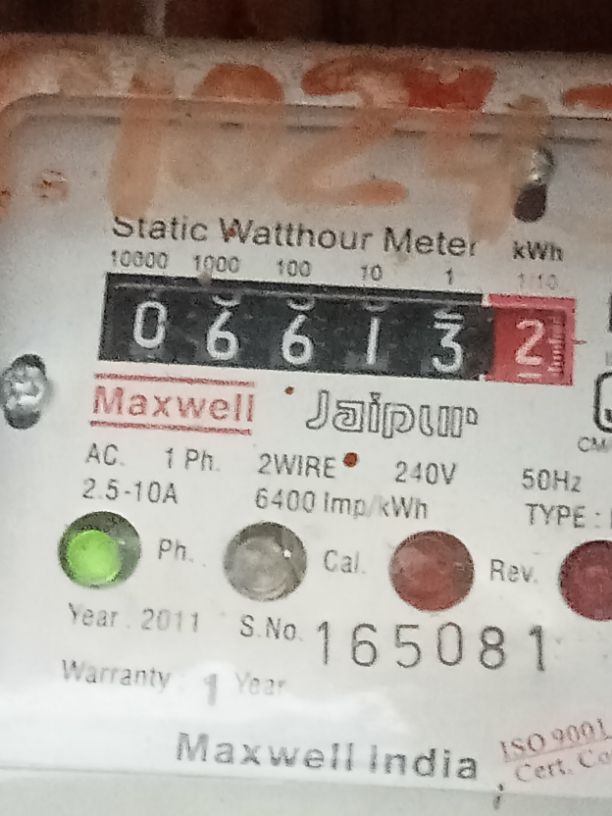 1024
Static Watthour Meter kWh
10000 1000 100 10 1 1/10
0 6 6 1 3 2
Maxwell Jaipur
AC. 1 Ph. 2WIRE 240V 50Hz
2.5-10A 6400 Imp/kWh TYPE :
Ph. Cal. Rev.
Year . 2011 S.No. 165081
Warranty 1 Year
Maxwell India
ISO 9001
Cert. Co